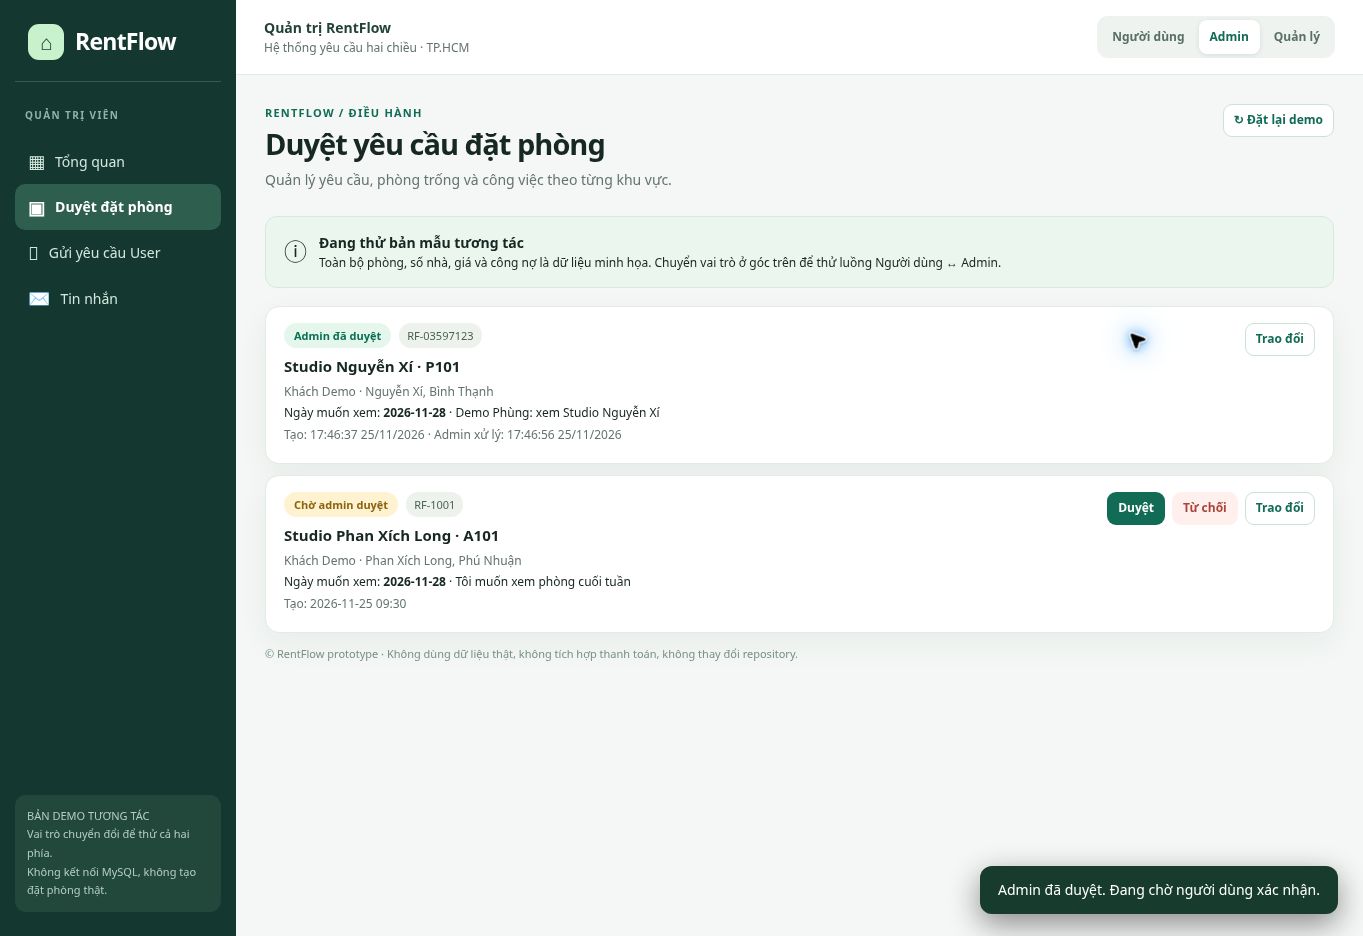 RentFlow
Quản trị RentFlow
Hệ thống yêu cầu hai chiều · TP.HCM
Người dùng
Admin
Quản lý
QUẢN TRỊ VIÊN
Tổng quan
Duyệt đặt phòng
Gửi yêu cầu User
Tin nhắn
RENTFLOW / ĐIỀU HÀNH
↻ Đặt lại demo
Duyệt yêu cầu đặt phòng
Quản lý yêu cầu, phòng trống và công việc theo từng khu vực.
Đang thử bản mẫu tương tác
Toàn bộ phòng, số nhà, giá và công nợ là dữ liệu minh họa. Chuyển vai trò ở góc trên để thử luồng Người dùng ↔ Admin.
Admin đã duyệt
RF-03597123
Trao đổi
Studio Nguyễn Xí · P101
Khách Demo · Nguyễn Xí, Bình Thạnh
Ngày muốn xem: 2026-11-28 · Demo Phùng: xem Studio Nguyễn Xí
Tạo: 17:46:37 25/11/2026 · Admin xử lý: 17:46:56 25/11/2026
Chờ admin duyệt
RF-1001
Duyệt
Từ chối
Trao đổi
Studio Phan Xích Long · A101
Khách Demo · Phan Xích Long, Phú Nhuận
Ngày muốn xem: 2026-11-28 · Tôi muốn xem phòng cuối tuần
Tạo: 2026-11-25 09:30
© RentFlow prototype · Không dùng dữ liệu thật, không tích hợp thanh toán, không thay đổi repository.
BẢN DEMO TƯƠNG TÁC
Vai trò chuyển đổi để thử cả hai
phía.
Không kết nối MySQL, không tạo
đặt phòng thật.
Admin đã duyệt. Đang chờ người dùng xác nhận.